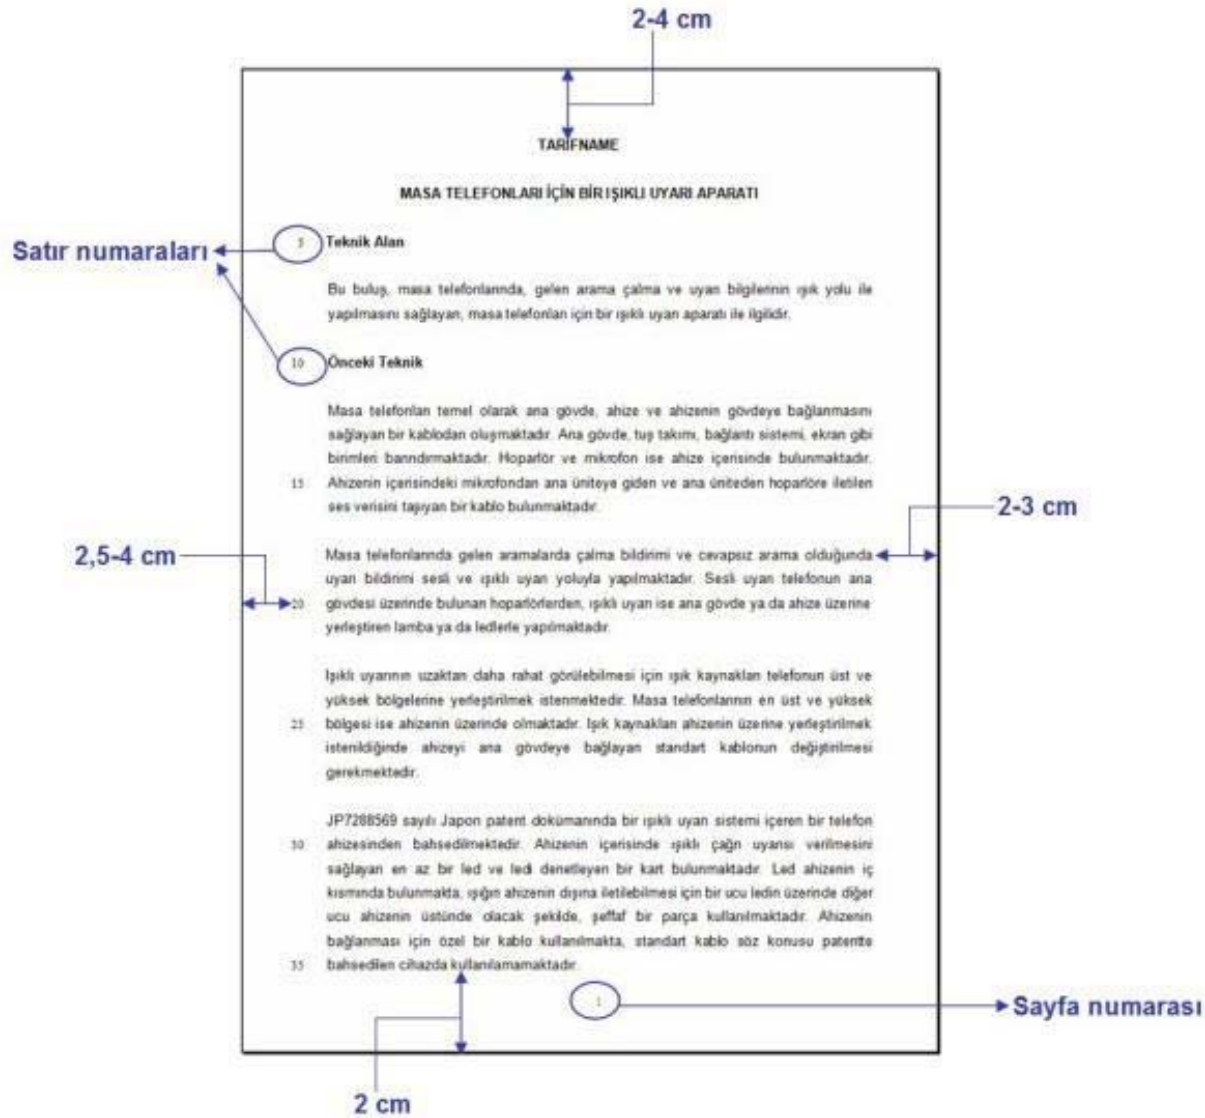 2-4 cm
TARİFNAME
MASA TELEFONLARI İÇİN BİR IŞIKLI UYARI APARATI
Satır numaraları
5 Teknik Alan
Bu buluş, masa telefonlarında, gelen arama çalma ve uyarı bilgilerinin ışık yolu ile
yapılmasını sağlayan, masa telefonları için bir ışıklı uyarı aparatı ile ilgilidir.
10 Önceki Teknik
Masa telefonları temel olarak ana gövde, ahize ve ahizenin gövdeye bağlanmasını
sağlayan bir kablodan oluşmaktadır. Ana gövde, tuş takımı, bağlantı sistemi, ekran gibi
birimleri barındırmaktadır. Hoparlör ve mikrofon ise ahize içerisinde bulunmaktadır.
15 Ahizenin içerisindeki mikrofondan ana üniteye giden ve ana üniteden hoparlöre iletilen
ses verisini taşıyan bir kablo bulunmaktadır.
2-3 cm
2,5-4 cm
Masa telefonlarında gelen aramalarda çalma bildirimi ve cevapsız arama olduğunda
uyarı bildirimi sesli ve ışıklı uyarı yoluyla yapılmaktadır. Sesli uyarı telefonun ana
20 gövdesi üzerinde bulunan hoparlörlerden, ışıklı uyarı ise ana gövde ya da ahize üzerine
yerleştiren lamba ya da ledlerle yapılmaktadır.
Işıklı uyarının uzaktan daha rahat görülebilmesi için ışık kaynakları telefonun üst ve
yüksek bölgelerine yerleştirilmek istenmektedir. Masa telefonlarının en üst ve yüksek
25 bölgesi ise ahizenin üzerinde olmaktadır. Işık kaynakları ahizenin üzerine yerleştirilmek
istenildiğinde ahizeyi ana gövdeye bağlayan standart kablonun değiştirilmesi
gerekmektedir.
JP7288569 sayılı Japon patent dokümanında bir ışıklı uyarı sistemi içeren bir telefon
30 ahizesinden bahsedilmektedir. Ahizenin içerisinde ışıklı çağrı uyarısı verilmesini
sağlayan en az bir led ve ledi denetleyen bir kart bulunmaktadır. Led ahizenin iç
kısmında bulunmakta, ışığın ahizenin dışına iletilebilmesi için bir ucu ledin üzerinde diğer
ucu ahizenin üstünde olacak şekilde, şeffaf bir parça kullanılmaktadır. Ahizenin
bağlanması için özel bir kablo kullanılmakta, standart kablo söz konusu patentte
35 bahsedilen cihazda kullanılamamaktadır.
1
Sayfa numarası
2 cm